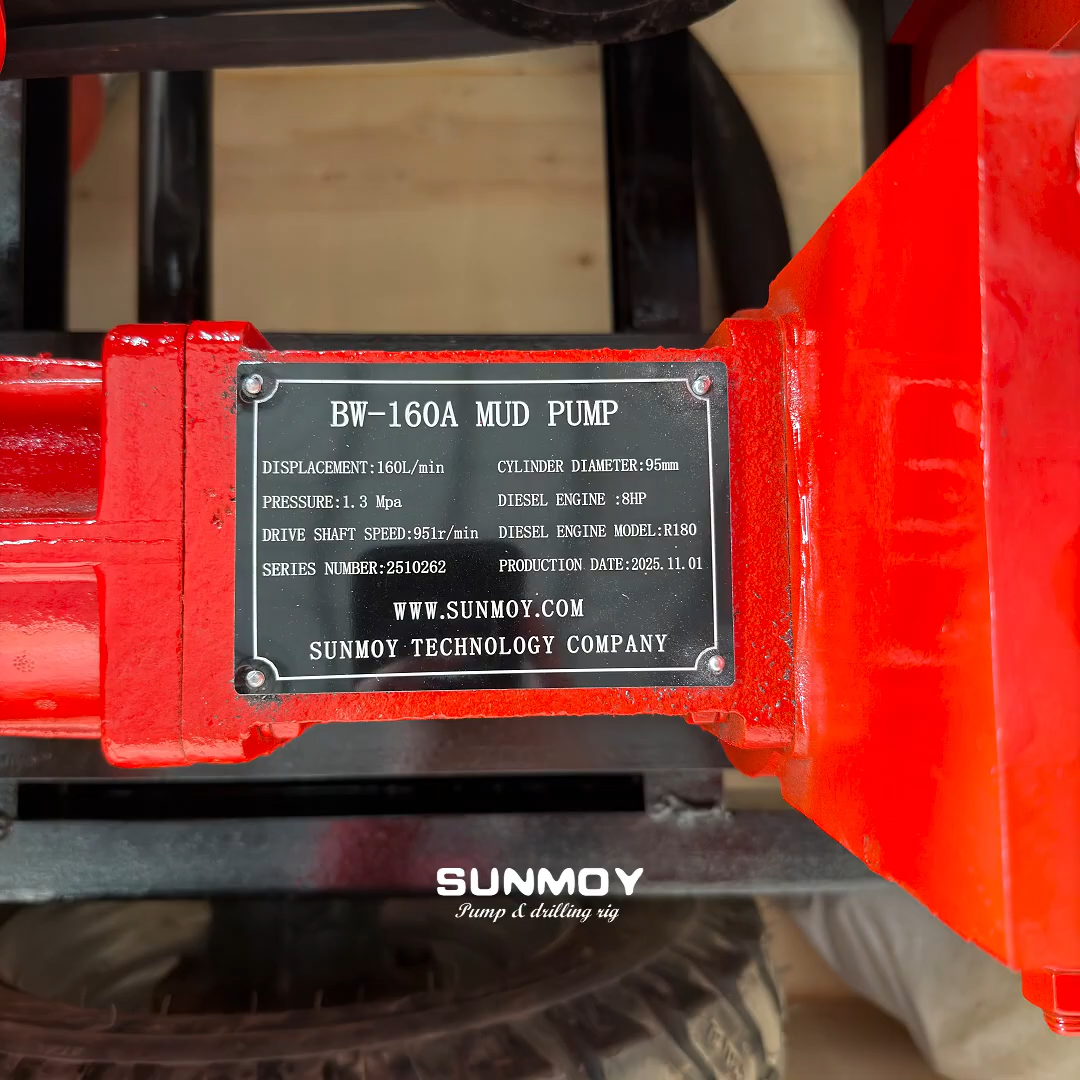 BW-160A MUD PUMP
DISPLACEMENT:160L/min CYLINDER DIAMETER:95mm
PRESSURE:1.3 Mpa DIESEL ENGINE :8HP
DRIVE SHAFT SPEED:951r/min DIESEL ENGINE MODEL:R180
SERIES NUMBER:2510262 PRODUCTION DATE:2025.11.01
WWW.SUNMOY.COM
SUNMOY TECHNOLOGY COMPANY
SUNMOY
Pump & drilling rig